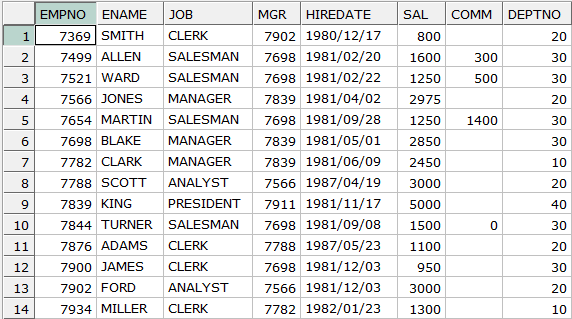 EMPNO ENAME JOB MGR HIREDATE SAL COMM DEPTNO
1 7369 SMITH CLERK 7902 1980/12/17 800 20
2 7499 ALLEN SALESMAN 7698 1981/02/20 1600 300 30
3 7521 WARD SALESMAN 7698 1981/02/22 1250 500 30
4 7566 JONES MANAGER 7839 1981/04/02 2975 20
5 7654 MARTIN SALESMAN 7698 1981/09/28 1250 1400 30
6 7698 BLAKE MANAGER 7839 1981/05/01 2850 30
7 7782 CLARK MANAGER 7839 1981/06/09 2450 10
8 7788 SCOTT ANALYST 7566 1987/04/19 3000 20
9 7839 KING PRESIDENT 7911 1981/11/17 5000 40
10 7844 TURNER SALESMAN 7698 1981/09/08 1500 0 30
11 7876 ADAMS CLERK 7788 1987/05/23 1100 20
12 7900 JAMES CLERK 7698 1981/12/03 950 30
13 7902 FORD ANALYST 7566 1981/12/03 3000 20
14 7934 MILLER CLERK 7782 1982/01/23 1300 10